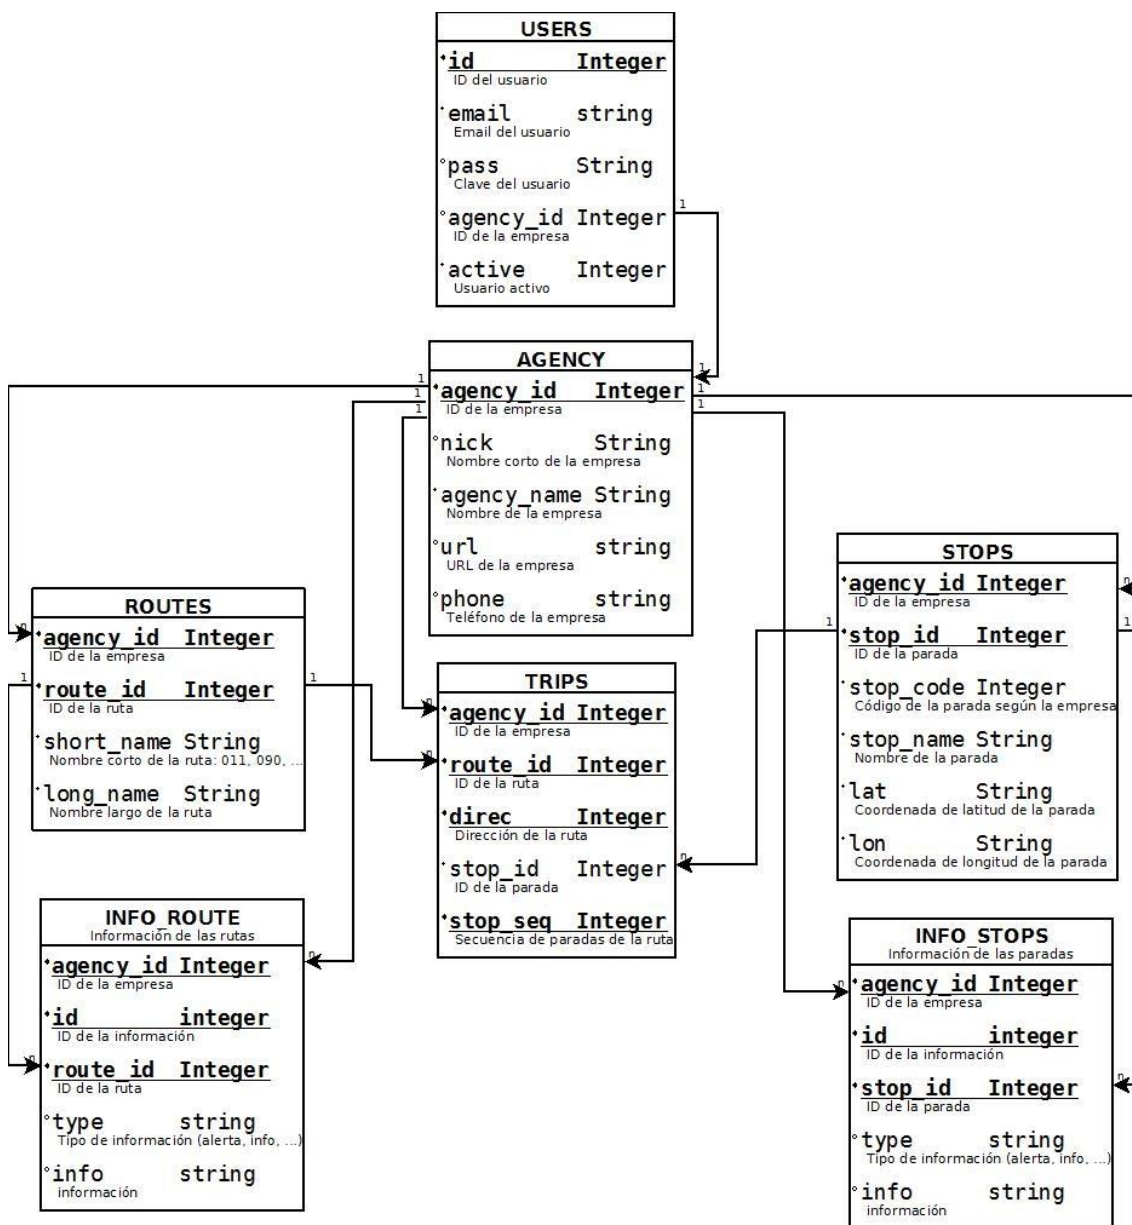 USERS
id Integer
ID del usuario
email string
Email del usuario
pass String
Clave del usuario
agency_id Integer
ID de la empresa
active Integer
Usuario activo
1
1
AGENCY
agency_id Integer
ID de la empresa
nick String
Nombre corto de la empresa
agency_name String
Nombre de la empresa
url string
URL de la empresa
phone string
Teléfono de la empresa
1
1
1
1
1
ROUTES
agency_id Integer
ID de la empresa
route_id Integer
ID de la ruta
short_name String
Nombre corto de la ruta: 011, 090, ...
long_name String
Nombre largo de la ruta
n
1
1
TRIPS
agency_id Integer
ID de la empresa
route_id Integer
ID de la ruta
direc Integer
Dirección de la ruta
stop_id Integer
ID de la parada
stop_seq Integer
Secuencia de paradas de la ruta
n
n
n
STOPS
agency_id Integer
ID de la empresa
stop_id Integer
ID de la parada
stop_code Integer
Código de la parada según la empresa
stop_name String
Nombre de la parada
lat String
Coordenada de latitud de la parada
lon String
Coordenada de longitud de la parada
n
1
1
INFO_ROUTE
Información de las rutas
agency_id Integer
ID de la empresa
id integer
ID de la información
route_id Integer
ID de la ruta
type string
Tipo de información (alerta, info, ...)
info string
información
n
n
INFO_STOPS
Información de las paradas
agency_id Integer
ID de la empresa
id integer
ID de la información
stop_id Integer
ID de la parada
type string
Tipo de información (alerta, info, ...)
info string
información
n
n